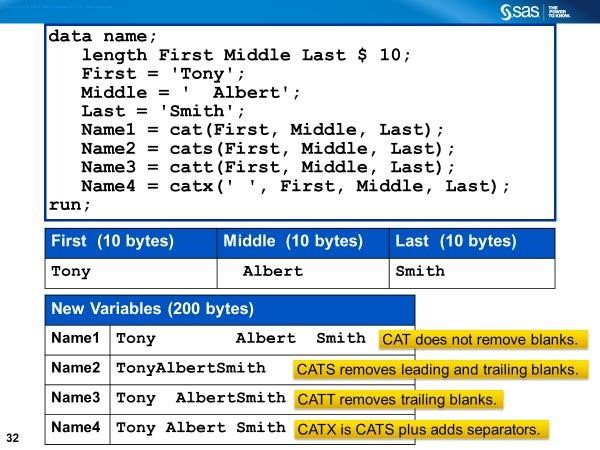 sas. THE POWER TO KNOW.
data name;
   length First Middle Last $ 10;
   First = 'Tony';
   Middle = '  Albert';
   Last = 'Smith';
   Name1 = cat(First, Middle, Last);
   Name2 = cats(First, Middle, Last);
   Name3 = catt(First, Middle, Last);
   Name4 = catx(' ', First, Middle, Last);
run;
First (10 bytes) Middle (10 bytes) Last (10 bytes)
Tony   Albert Smith
New Variables (200 bytes)
Name1 Tony        Albert  Smith CAT does not remove blanks.
Name2 TonyAlbertSmith CATS removes leading and trailing blanks.
Name3 Tony  AlbertSmith CATT removes trailing blanks.
Name4 Tony Albert Smith CATX is CATS plus adds separators.
32